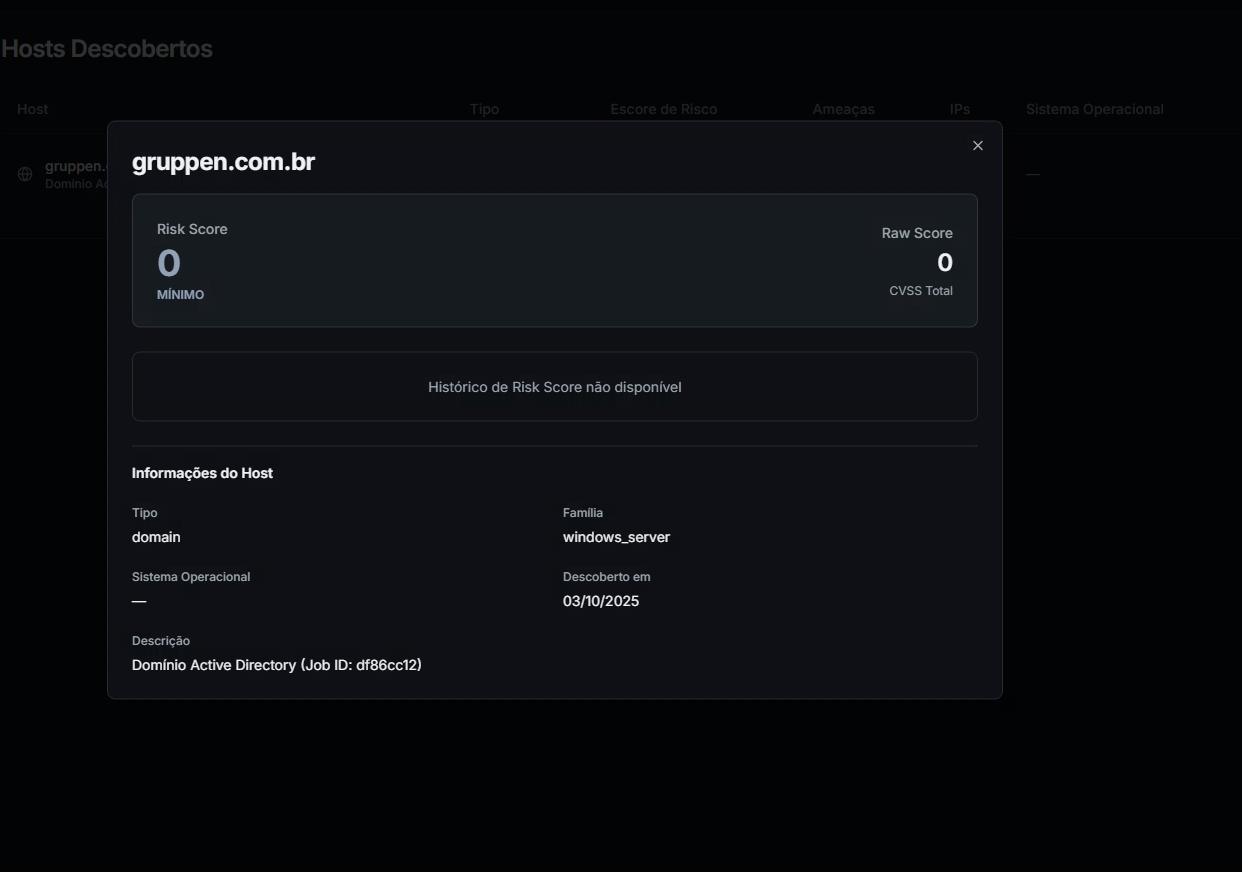 Hosts Descobertos
Host Tipo Escore de Risco Ameaças IPs Sistema Operacional
gruppen.
Domínio Ac
—
gruppen.com.br
Risk Score
0
MÍNIMO
Raw Score
0
CVSS Total
Histórico de Risk Score não disponível
Informações do Host
Tipo
domain
Família
windows_server
Sistema Operacional
—
Descoberto em
03/10/2025
Descrição
Domínio Active Directory (Job ID: df86cc12)